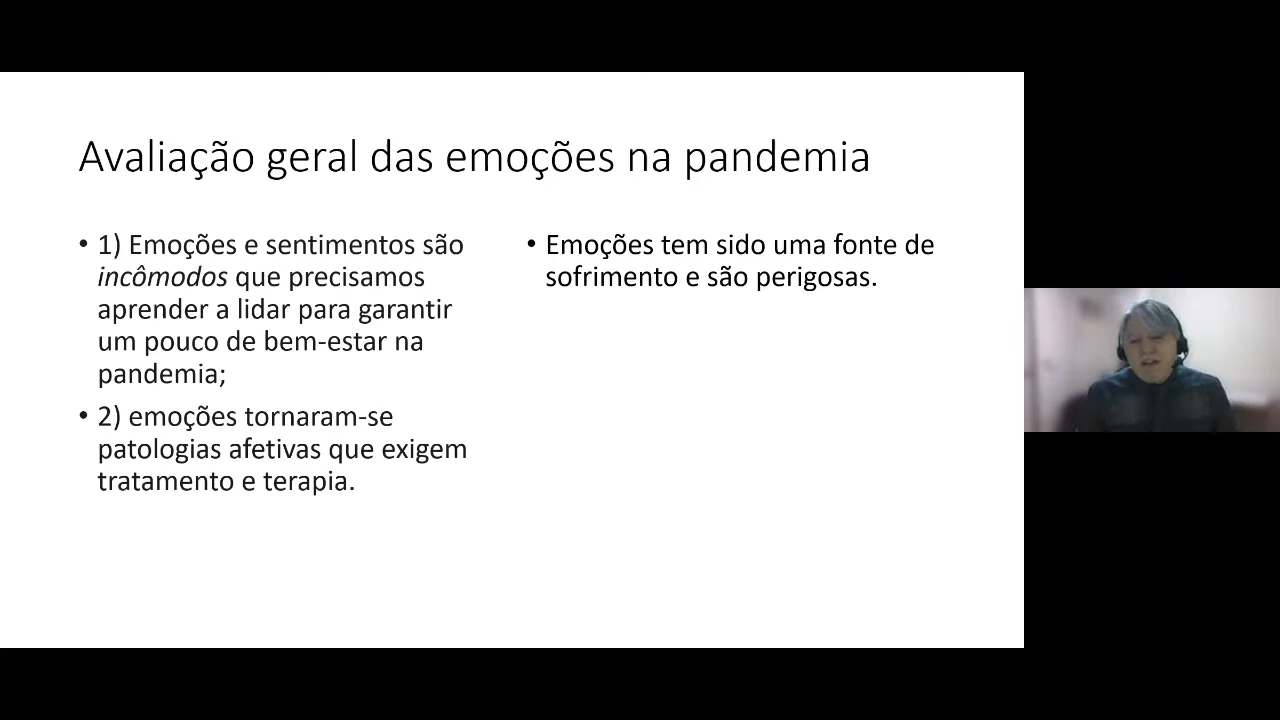 Avaliação geral das emoções na pandemia
• 1) Emoções e sentimentos são
incômodos que precisamos
aprender a lidar para garantir
um pouco de bem-estar na
pandemia;
• 2) emoções tornaram-se
patologias afetivas que exigem
tratamento e terapia.
• Emoções tem sido uma fonte de
sofrimento e são perigosas.